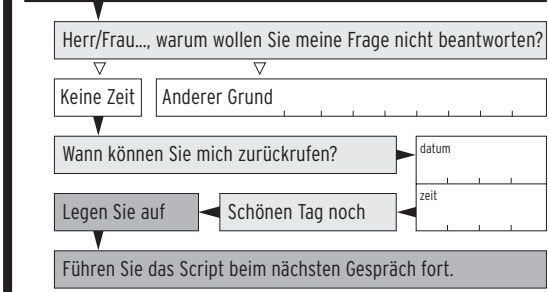 Herr/Frau..., warum wollen Sie meine Frage nicht beantworten?
Keine Zeit
Anderer Grund
Wann können Sie mich zurückrufen?
datum
zeit
Legen Sie auf
Schönen Tag noch
Führen Sie das Script beim nächsten Gespräch fort.